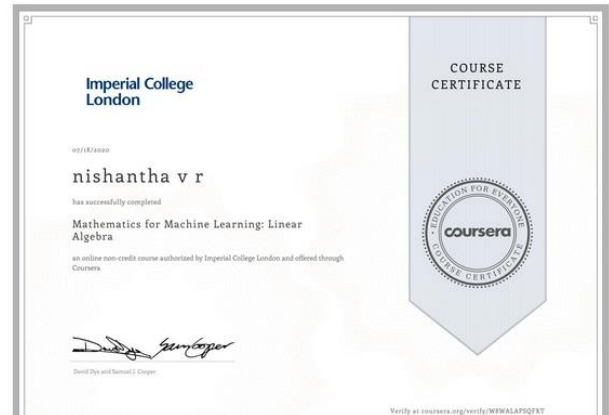 Imperial College
London
COURSE
CERTIFICATE
07/18/2020
nishantha v r
has successfully completed
Mathematics for Machine Learning: Linear
Algebra
an online non-credit course authorized by Imperial College London and offered through
Coursera
EDUCATION FOR EVERYONE
coursera
COURSE CERTIFICATE
David Dye and Samuel J. Cooper
Verify at coursera.org/verify/W8WALAPSQFXT